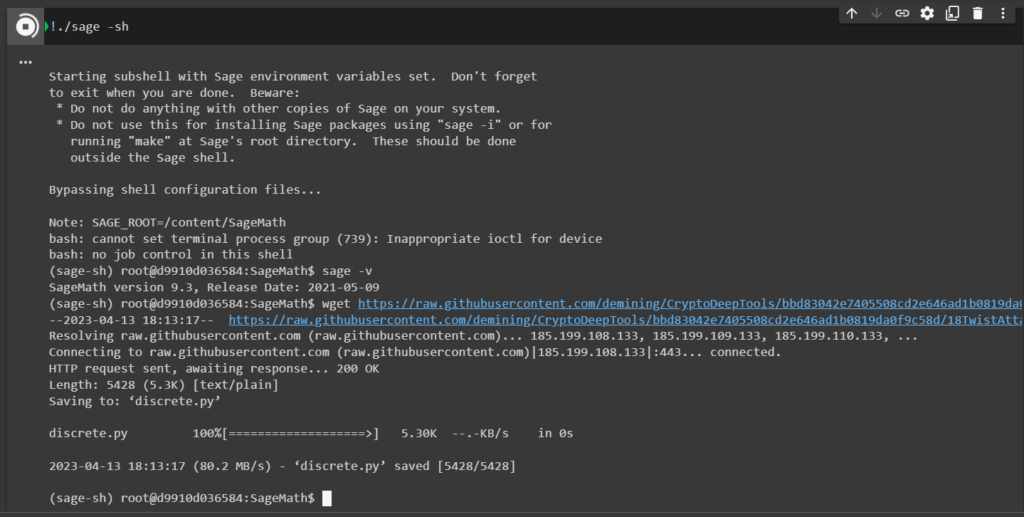 !./sage -sh
...
Starting subshell with Sage environment variables set.  Don't forget
to exit when you are done.  Beware:
 * Do not do anything with other copies of Sage on your system.
 * Do not use this for installing Sage packages using "sage -i" or for
   running "make" at Sage's root directory.  These should be done
   outside the Sage shell.
Bypassing shell configuration files...
Note: SAGE_ROOT=/content/SageMath
bash: cannot set terminal process group (739): Inappropriate ioctl for device
bash: no job control in this shell
(sage-sh) root@d9910d036584:SageMath$ sage -v
SageMath version 9.3, Release Date: 2021-05-09
(sage-sh) root@d9910d036584:SageMath$ wget https://raw.githubusercontent.com/demining/CryptoDeepTools/bbd83042e7405508cd2e646ad1b0819da0
--2023-04-13 18:13:17--  https://raw.githubusercontent.com/demining/CryptoDeepTools/bbd83042e7405508cd2e646ad1b0819da0f9c58d/18TwistAtta
Resolving raw.githubusercontent.com (raw.githubusercontent.com)... 185.199.108.133, 185.199.109.133, 185.199.110.133, ...
Connecting to raw.githubusercontent.com (raw.githubusercontent.com)|185.199.108.133|:443... connected.
HTTP request sent, awaiting response... 200 OK
Length: 5428 (5.3K) [text/plain]
Saving to: ‘discrete.py’
discrete.py         100%[===================>]   5.30K  --.-KB/s    in 0s
2023-04-13 18:13:17 (80.2 MB/s) - ‘discrete.py’ saved [5428/5428]
(sage-sh) root@d9910d036584:SageMath$